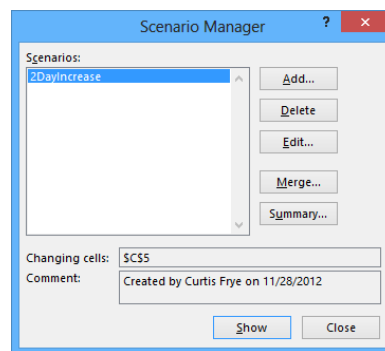 Scenario Manager ? ×
Scenarios:
2DayIncrease
Add...
Delete
Edit...
Merge...
Summary...
Changing cells: $C$5
Comment: Created by Curtis Frye on 11/28/2012
Show Close